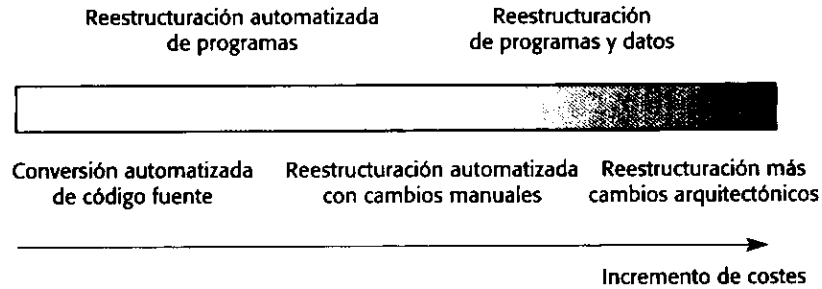 Reestructuración automatizada
de programas
Reestructuración
de programas y datos
Conversión automatizada
de código fuente
Reestructuración automatizada
con cambios manuales
Reestructuración más
cambios arquitectónicos
Incremento de costes